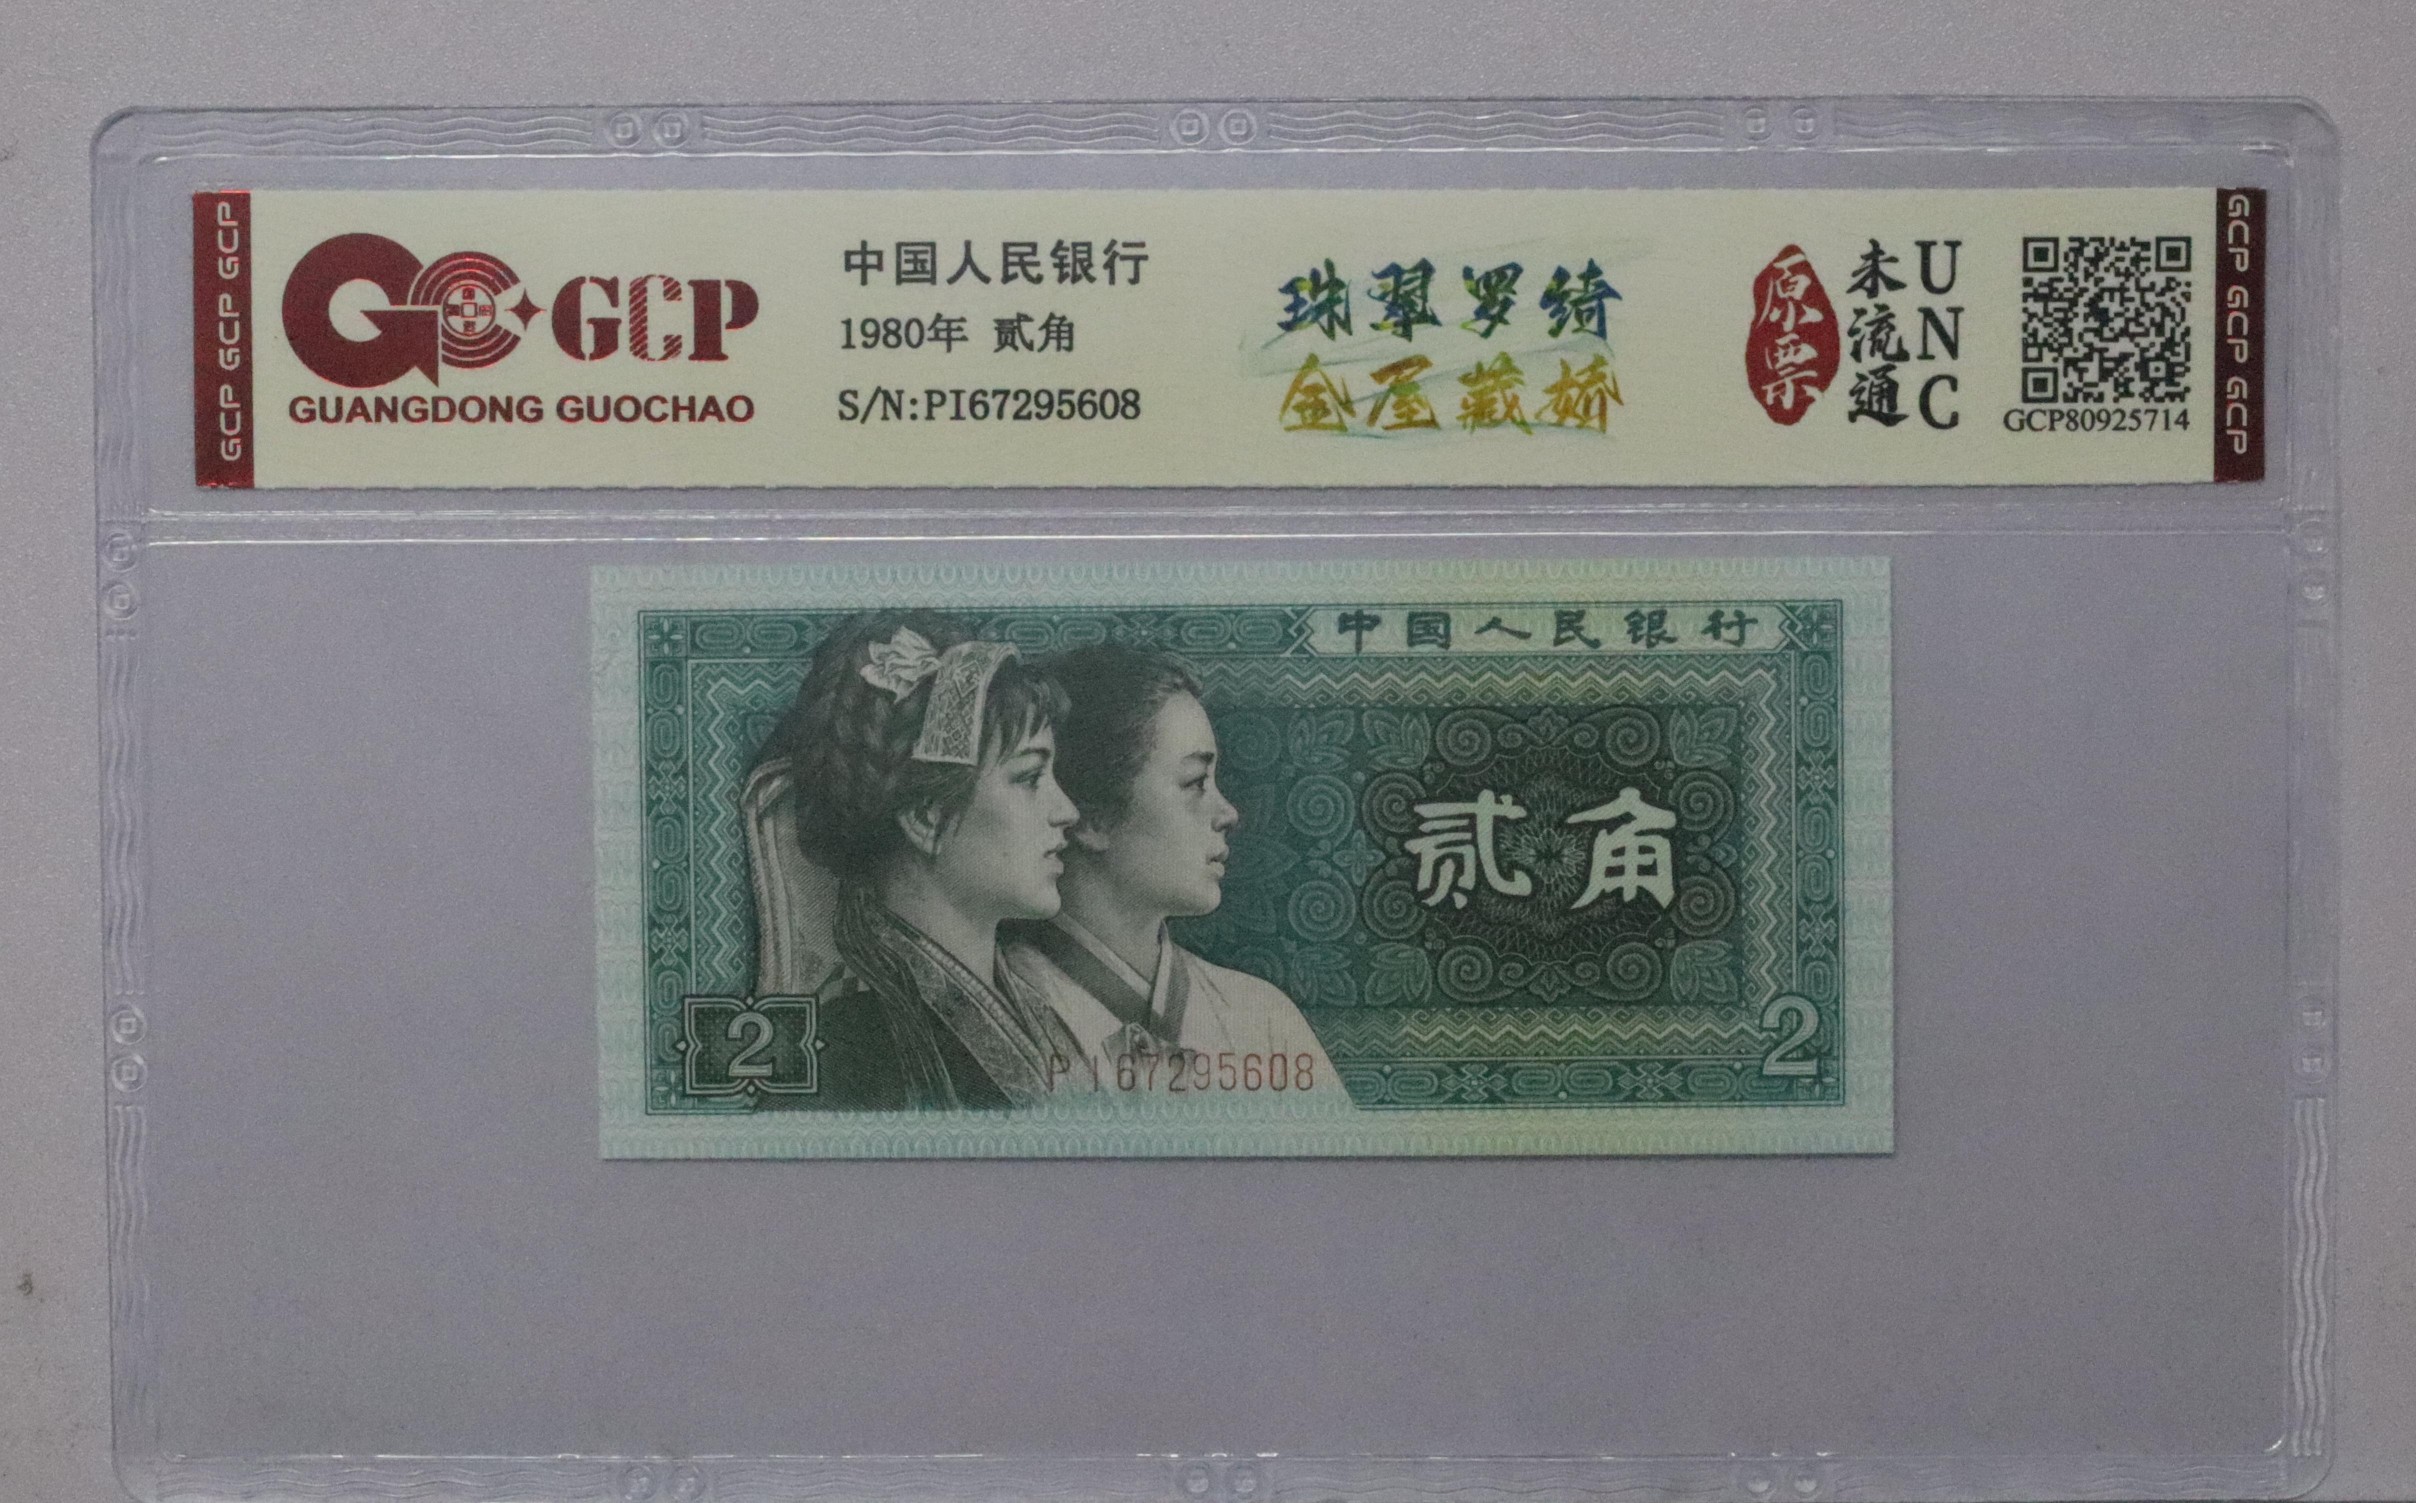 GCP GCP GCP
GCP
GUANGDONG GUOCHAO
中国人民银行
1980年 贰角
S/N:PI67295608
珠翠罗绮
金屋藏娇
原票
未流通
UNC
GCP80925714
GCP GCP GCP
中国人民银行
贰角
2
PI67295608
2